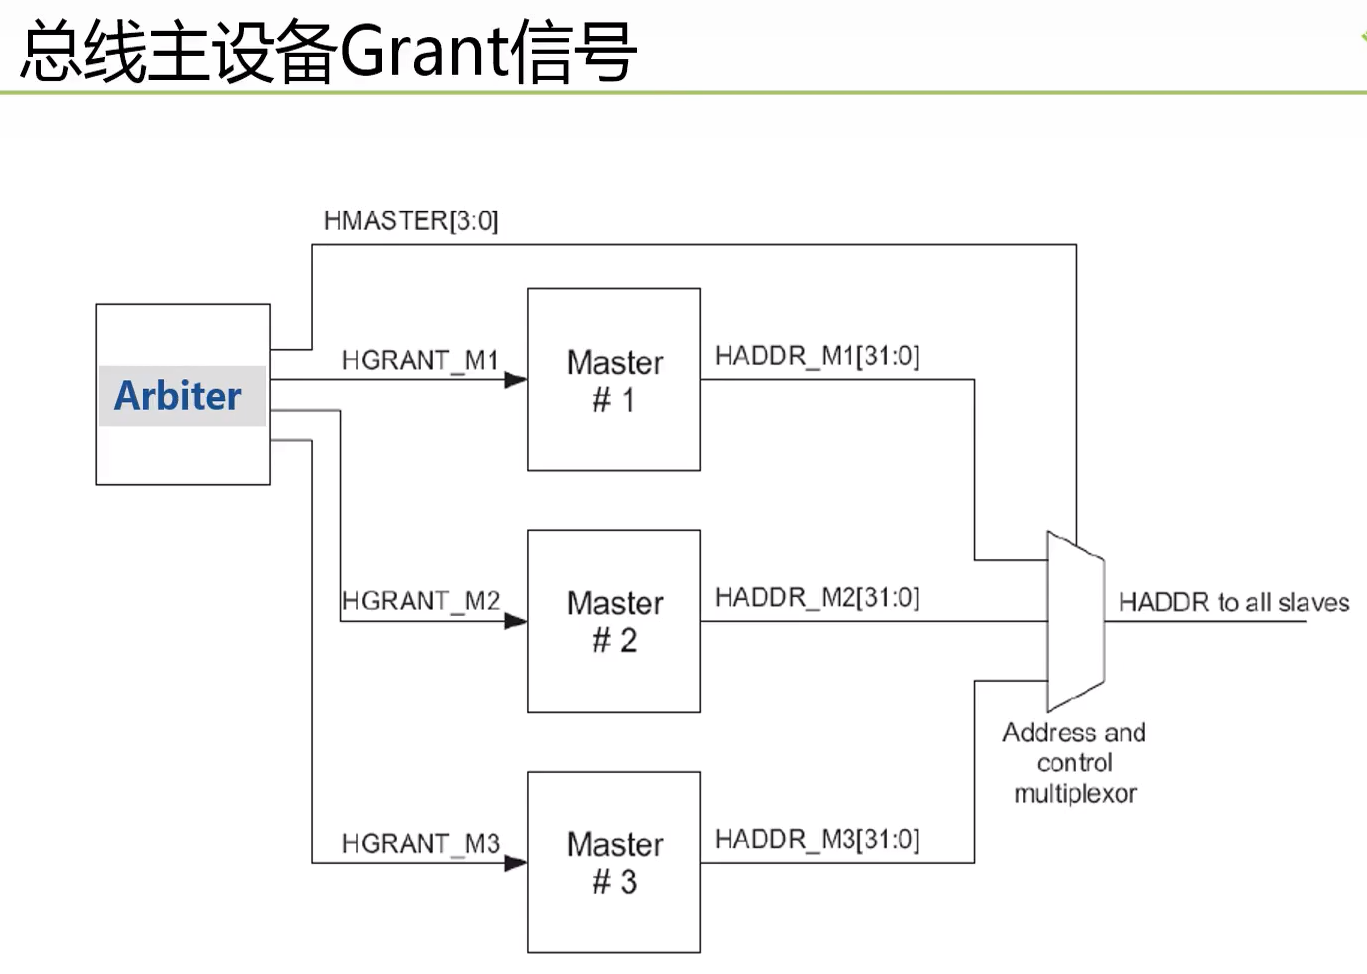 总线主设备Grant信号
HMASTER[3:0]
Arbiter
HGRANT_M1
Master
# 1
HADDR_M1[31:0]
HGRANT_M2
Master
# 2
HADDR_M2[31:0]
HADDR to all slaves
Address and
control
multiplexor
HGRANT_M3
Master
# 3
HADDR_M3[31:0]